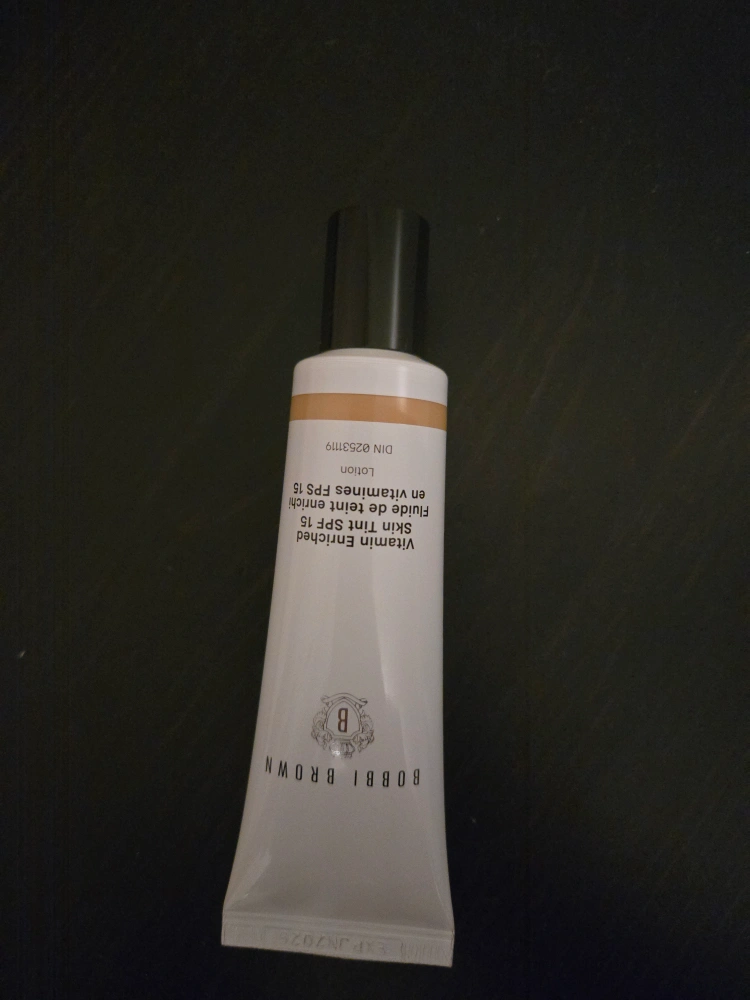 BOBBI BROWN
B
Vitamin Enriched
Skin Tint SPF 15
Fluide de teint enrichi
en vitamines FPS 15
Lotion
DIN 02531119
EXP